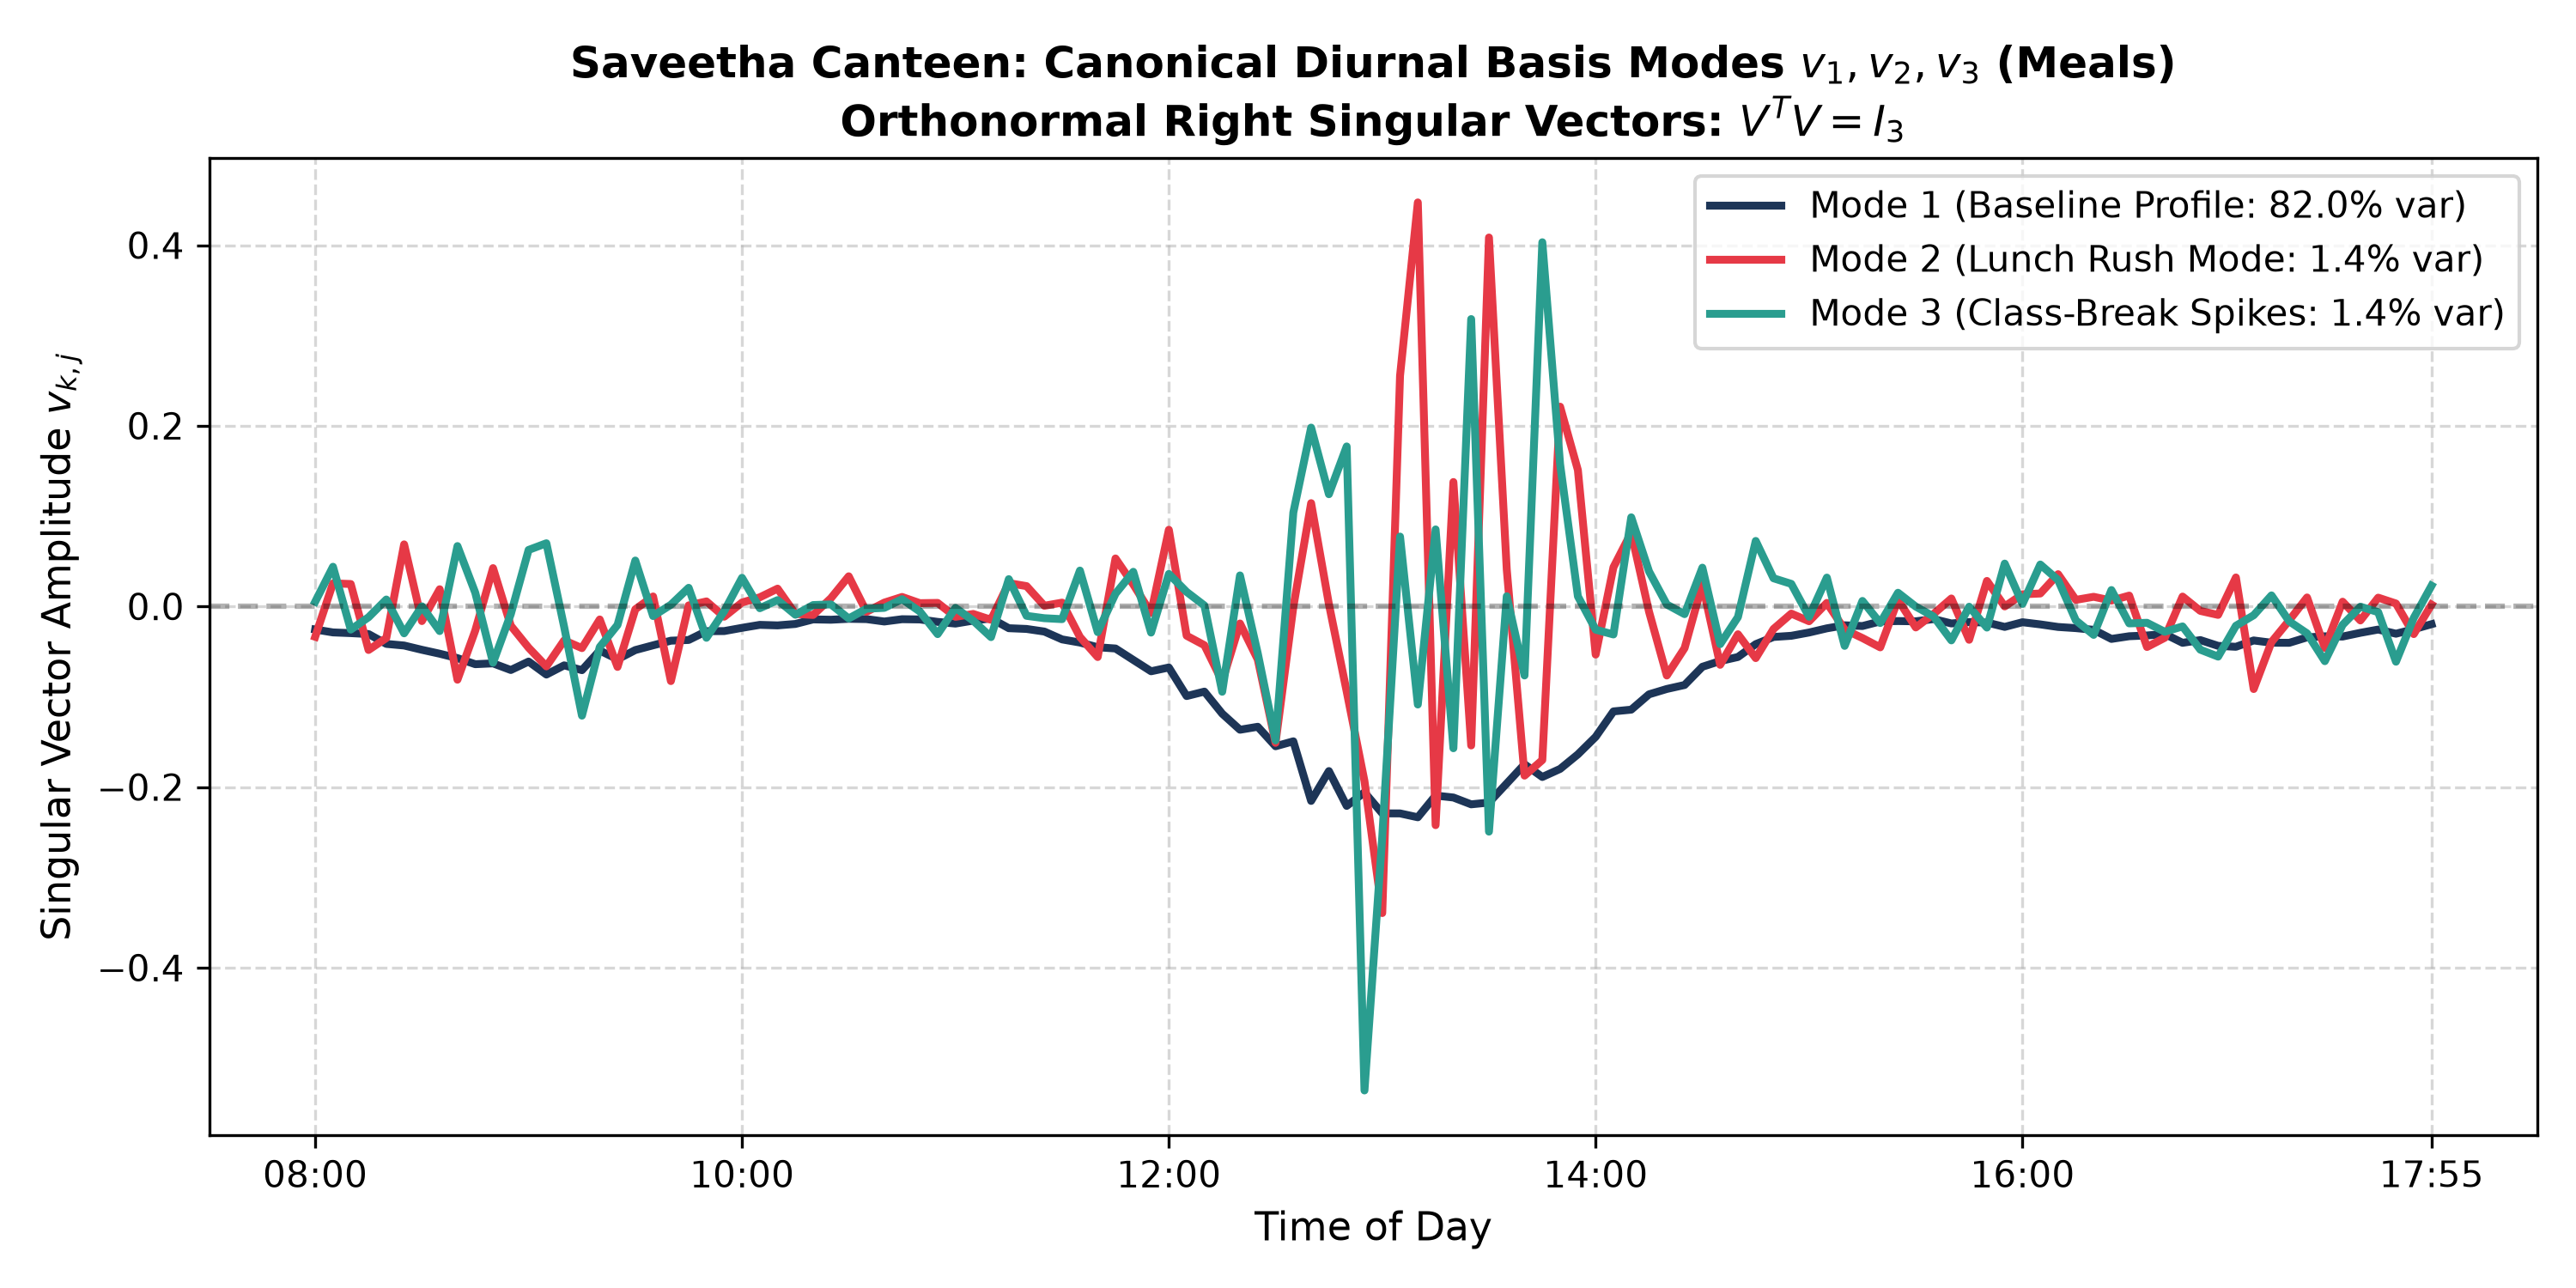 Saveetha Canteen: Canonical Diurnal Basis Modes v₁, v₂, v₃ (Meals)
Orthonormal Right Singular Vectors: VᵀV = I₃
Mode 1 (Baseline Profile: 82.0% var)
Mode 2 (Lunch Rush Mode: 1.4% var)
Mode 3 (Class-Break Spikes: 1.4% var)
Singular Vector Amplitude vₖ,ⱼ
0.4
0.2
0.0
−0.2
−0.4
08:00 10:00 12:00 14:00 16:00 17:55
Time of Day